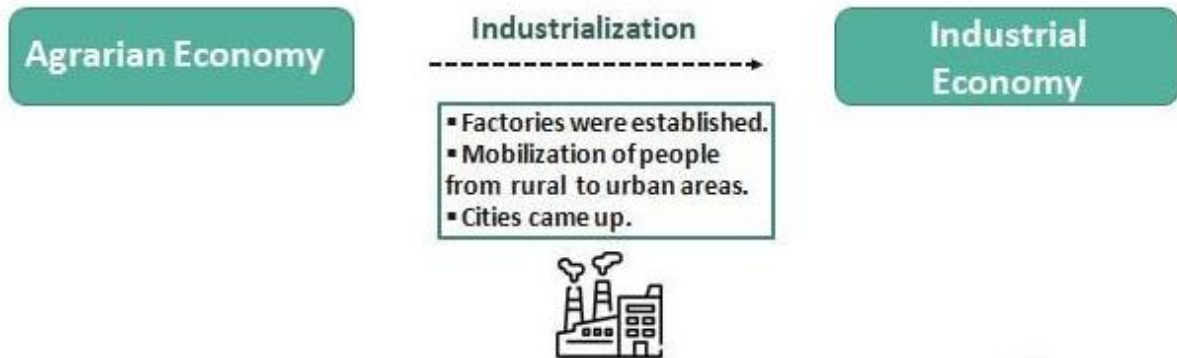 Agrarian Economy
Industrialization
Industrial
Economy
▪ Factories were established.
▪ Mobilization of people
from rural to urban areas.
▪ Cities came up.